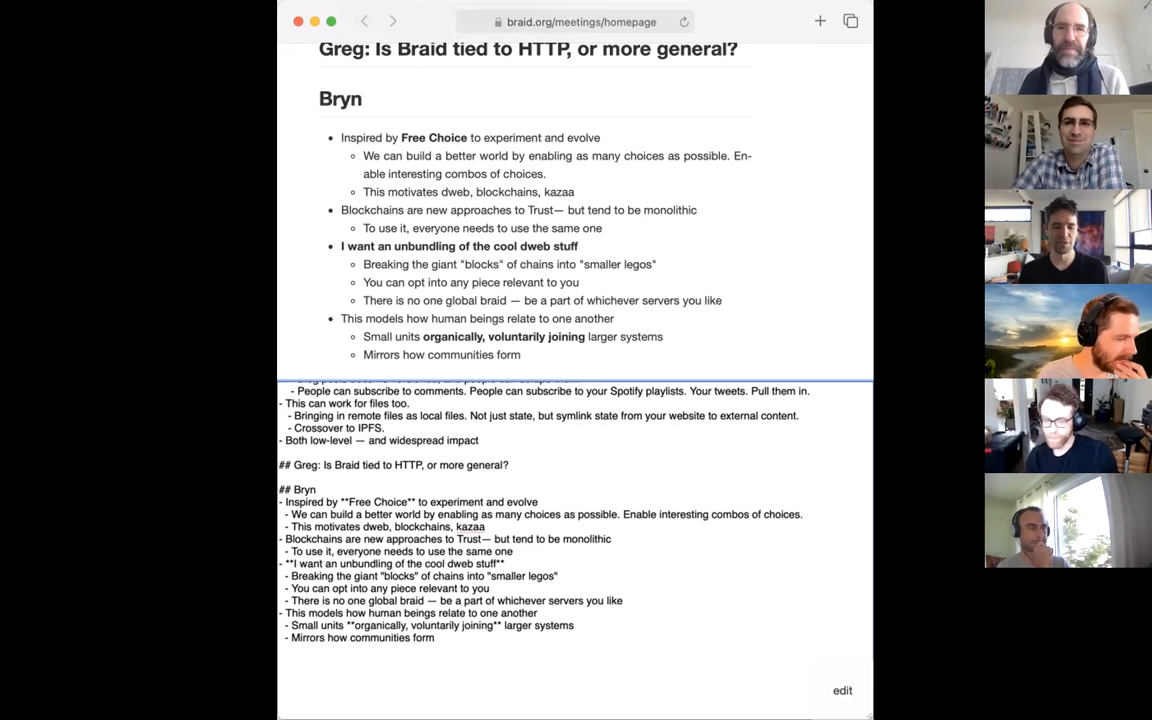 braid.org/meetings/homepage
Greg: Is Braid tied to HTTP, or more general?
Bryn
• Inspired by Free Choice to experiment and evolve
◦ We can build a better world by enabling as many choices as possible. En-
able interesting combos of choices.
◦ This motivates dweb, blockchains, kazaa
• Blockchains are new approaches to Trust— but tend to be monolithic
◦ To use it, everyone needs to use the same one
• I want an unbundling of the cool dweb stuff
◦ Breaking the giant "blocks" of chains into "smaller legos"
◦ You can opt into any piece relevant to you
◦ There is no one global braid — be a part of whichever servers you like
• This models how human beings relate to one another
◦ Small units organically, voluntarily joining larger systems
◦ Mirrors how communities form
- People can subscribe to comments. People can subscribe to your Spotify playlists. Your tweets. Pull them in.
- This can work for files too.
- Bringing in remote files as local files. Not just state, but symlink state from your website to external content.
- Crossover to IPFS.
- Both low-level — and widespread impact
## Greg: Is Braid tied to HTTP, or more general?
## Bryn
- Inspired by **Free Choice** to experiment and evolve
- We can build a better world by enabling as many choices as possible. Enable interesting combos of choices.
- This motivates dweb, blockchains, kazaa
- Blockchains are new approaches to Trust— but tend to be monolithic
- To use it, everyone needs to use the same one
- **I want an unbundling of the cool dweb stuff**
- Breaking the giant "blocks" of chains into "smaller legos"
- You can opt into any piece relevant to you
- There is no one global braid — be a part of whichever servers you like
- This models how human beings relate to one another
- Small units **organically, voluntarily joining** larger systems
- Mirrors how communities form
edit